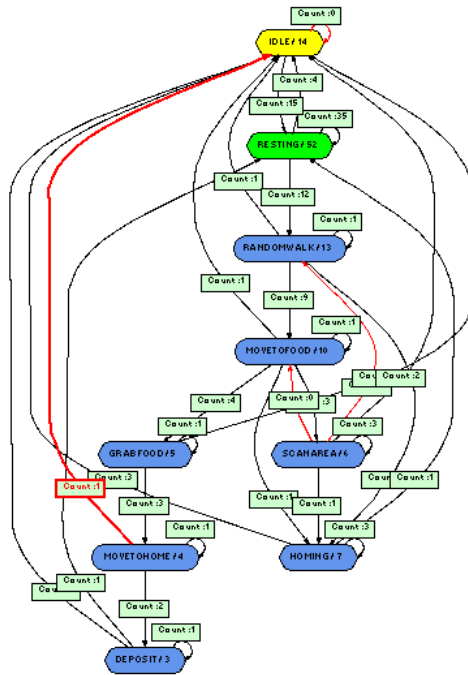 Count :0
IDLE / 14
Count :4
Count :15
Count :35
RESTING / 52
Count :1
Count :12
Count :1
RANDOMWALK / 13
Count :1
Count :9
Count :1
MOVETOFOOD / 10
Count :2
Count :4
Count :0
Count :1
Count :3
GRABFOOD / 5
SCANAREA / 6
Count :3
Count :1
Count :1
Count :3
Count :1
Count :1
Count :1
Count :3
MOVETOHOME / 4
HOMING / 7
Count :1
Count :2
Count :1
DEPOSIT / 3